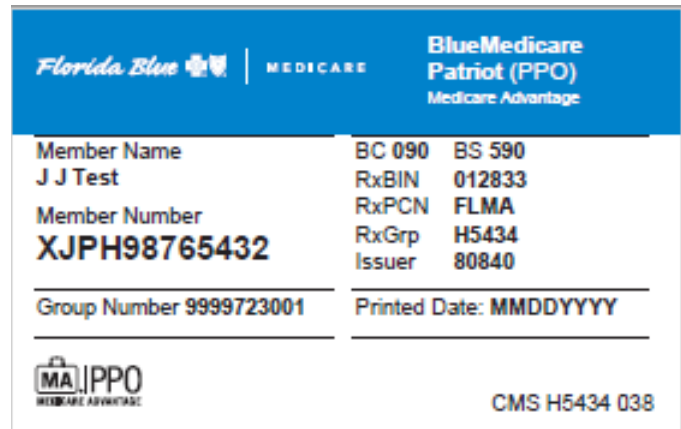 Florida Blue MEDICARE
BlueMedicare
Patriot (PPO)
Medicare Advantage
Member Name
J J Test
Member Number
XJPH98765432
BC 090 BS 590
RxBIN 012833
RxPCN FLMA
RxGrp H5434
Issuer 80840
Group Number 9999723001
Printed Date: MMDDYYYY
MA PPO
MEDICARE ADVANTAGE
CMS H5434 038